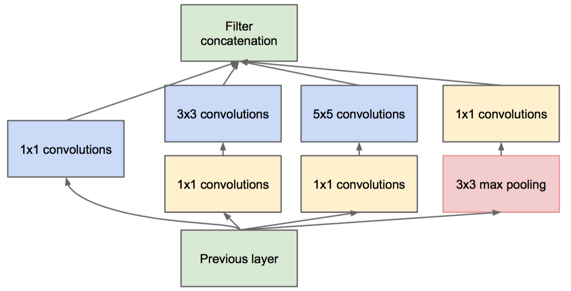 Filter
concatenation
3x3 convolutions
5x5 convolutions
1x1 convolutions
1x1 convolutions
1x1 convolutions
1x1 convolutions
3x3 max pooling
Previous layer